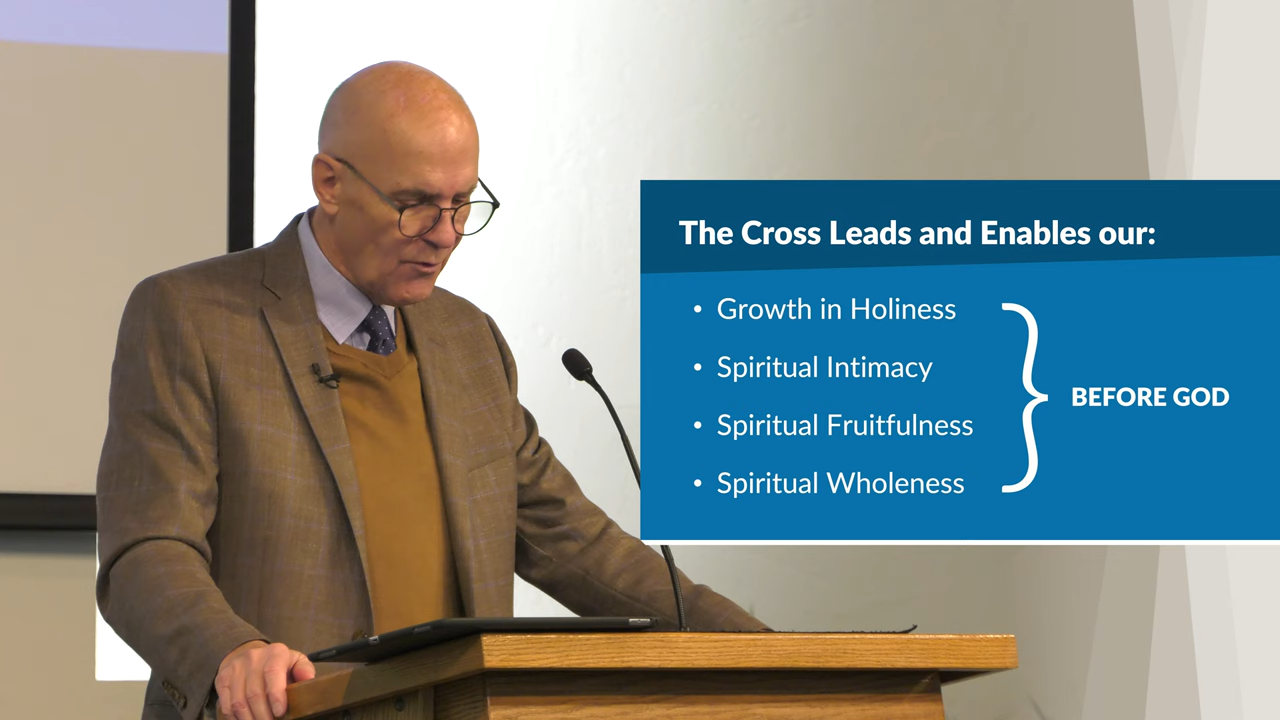 The Cross Leads and Enables our:
• Growth in Holiness
• Spiritual Intimacy
• Spiritual Fruitfulness
• Spiritual Wholeness
BEFORE GOD